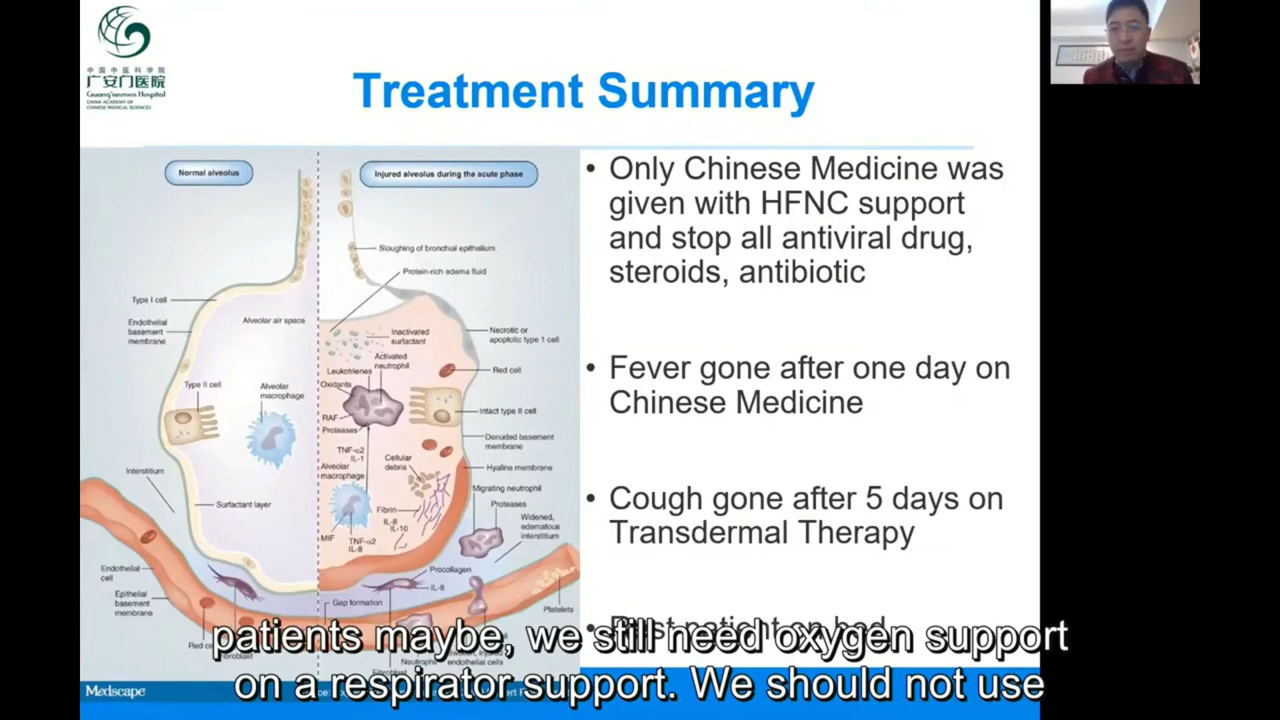 中国中医科学院
广安门医院
Guang'anmen Hospital
CHINA ACADEMY OF
CHINESE MEDICAL SCIENCES
Treatment Summary
Normal alveolus
Injured alveolus during the acute phase
Sloughing of bronchial epithelium
Protein-rich edema fluid
Type I cell
Endothelial
basement
membrane
Alveolar air space
Inactivated
surfactant
Necrotic or
apoptotic type 1 cell
Activated
neutrophil
Leukotrienes
Oxidants
Red cell
Type II cell
Alveolar
macrophage
Intact type II cell
Proteases
Denuded basement
membrane
TNF-α2
IL-1
Cellular
debris
Alveolar
macrophage
Hyaline membrane
Interstitium
Migrating neutrophil
Proteases
Surfactant layer
Fibrin
IL-8
IL-10
Widened,
edematous
interstitium
MIF
TNF-α2
IL-8
Procollagen
Endothelial
cell
IL-8
Epithelial
basement
membrane
Gap formation
Platelets
Neutrophil
endothelial cells
Medscape
• Only Chinese Medicine was
given with HFNC support
and stop all antiviral drug,
steroids, antibiotic
• Fever gone after one day on
Chinese Medicine
• Cough gone after 5 days on
Transdermal Therapy
patients maybe, we still need oxygen support
on a respirator support. We should not use